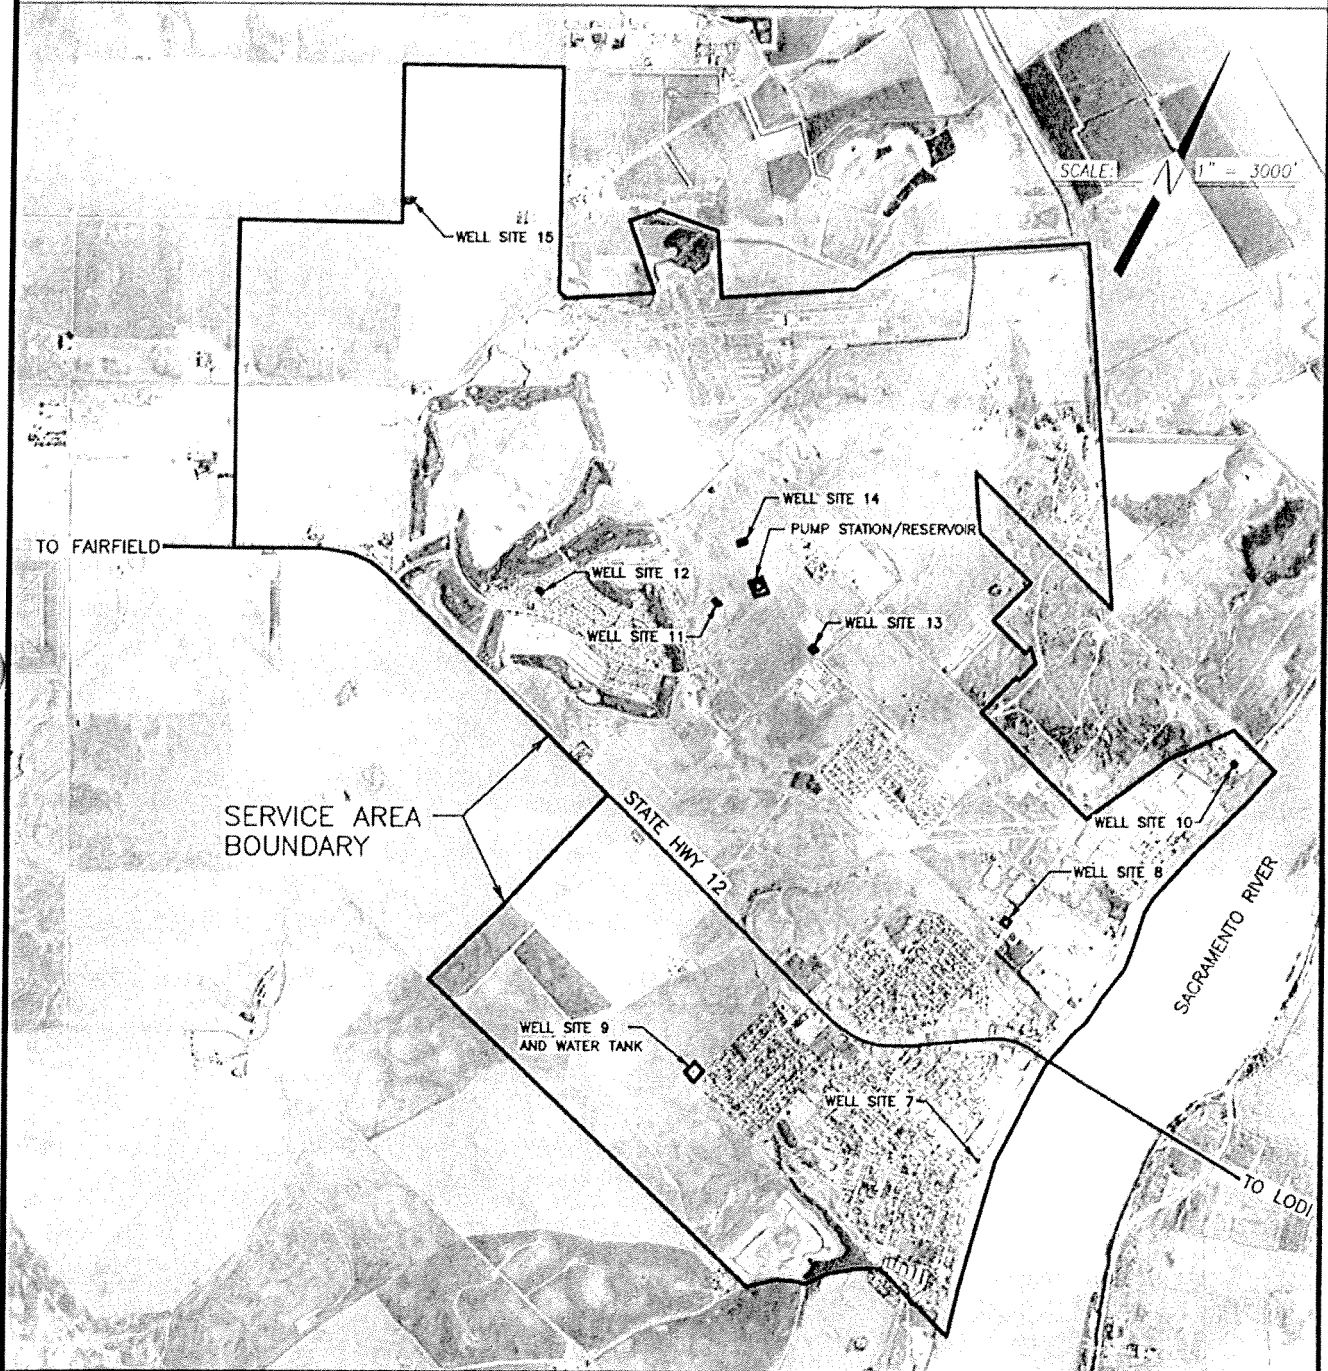 SCALE: 1" = 3000'
N
WELL SITE 15
WELL SITE 14
PUMP STATION/RESERVOIR
TO FAIRFIELD
WELL SITE 12
WELL SITE 11
WELL SITE 13
SERVICE AREA
BOUNDARY
STATE HWY 12
WELL SITE 10
WELL SITE 8
SACRAMENTO RIVER
WELL SITE 9
AND WATER TANK
WELL SITE 7
TO LODI